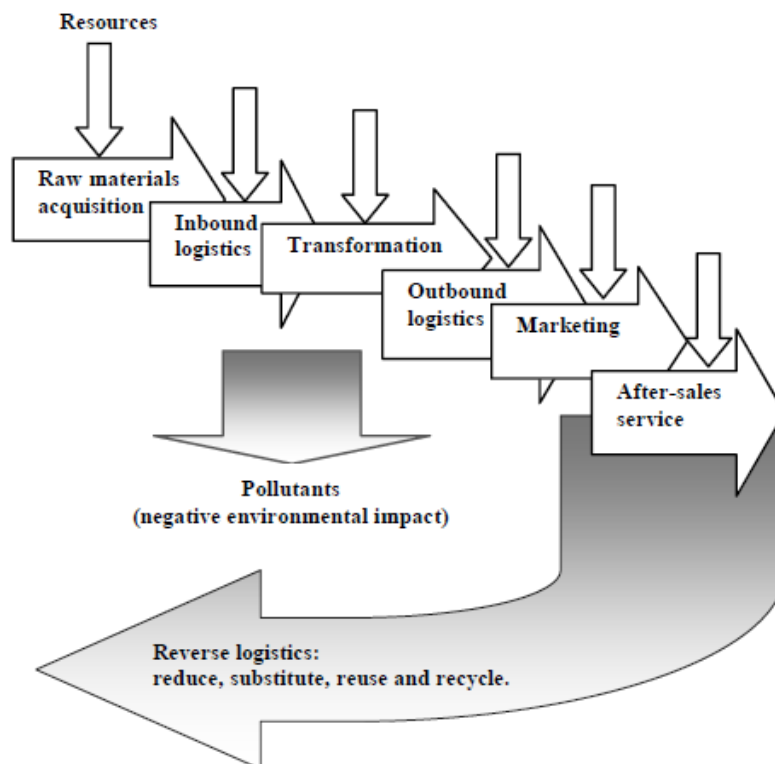 Resources
Raw materials
acquisition
Inbound
logistics
Transformation
Outbound
logistics
Marketing
After-sales
service
Pollutants
(negative environmental impact)
Reverse logistics:
reduce, substitute, reuse and recycle.